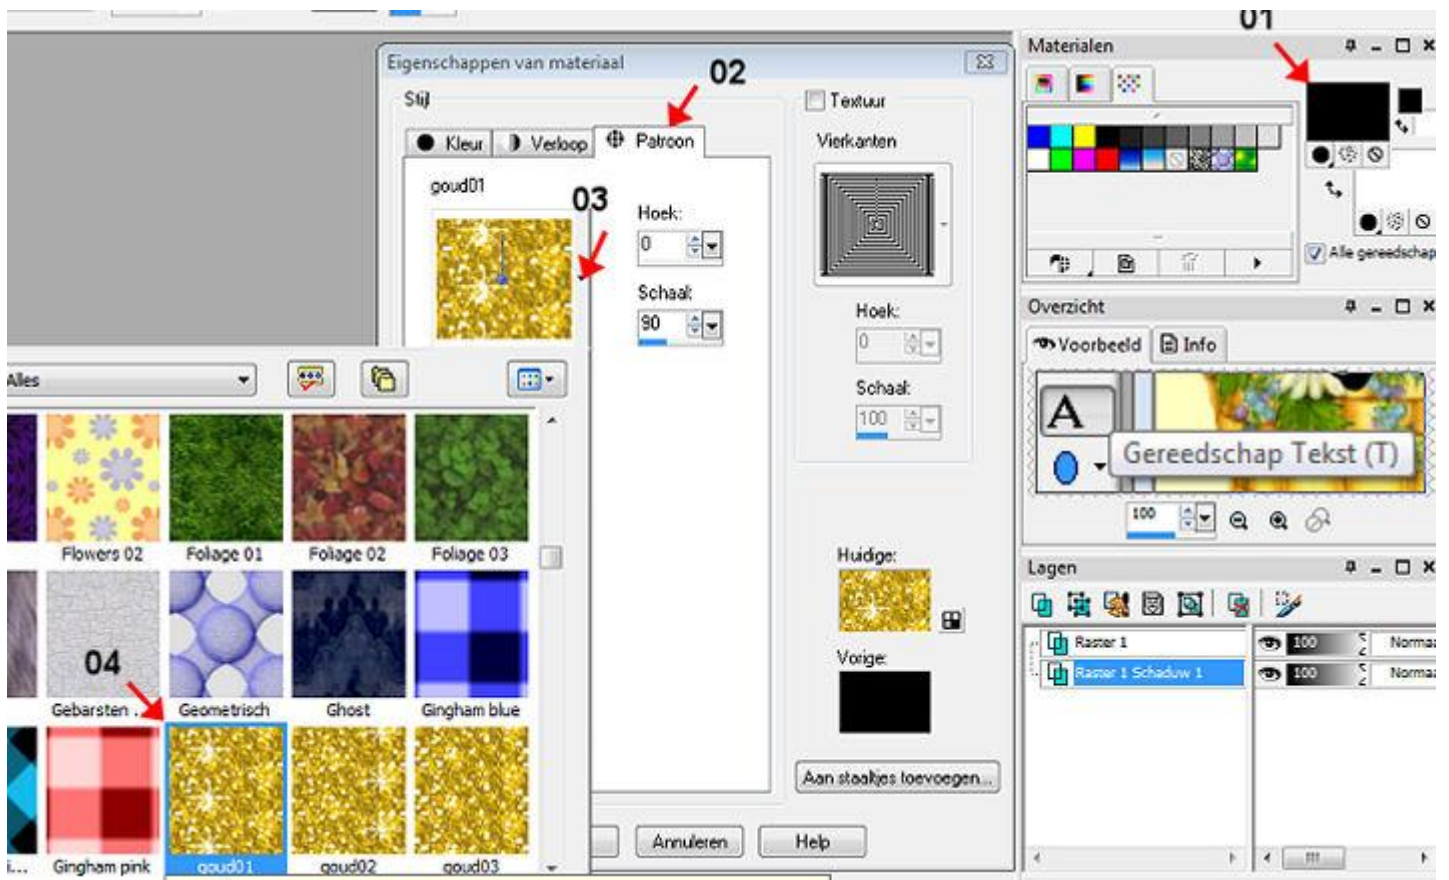 01
Materialen
Alle gereedschap
Eigenschappen van materiaal
02
Stijl
Kleur
Verloop
Patroon
goud01
03
Hoek:
0
Schaal:
90
Textuur
Vierkanten
Hoek:
0
Schaal:
100
Huidige:
Vorige:
Aan staaltjes toevoegen...
Annuleren
Help
Alles
Flowers 02
Foliage 01
Foliage 02
Foliage 03
04
Gebarsten ...
Geometrisch
Ghost
Gingham blue
i...
Gingham pink
goud01
goud02
goud03
Overzicht
Voorbeeld
Info
A
Gereedschap Tekst (T)
100
Lagen
Raster 1
100
Normaa
Raster 1 Schaduw 1
100
Normaa